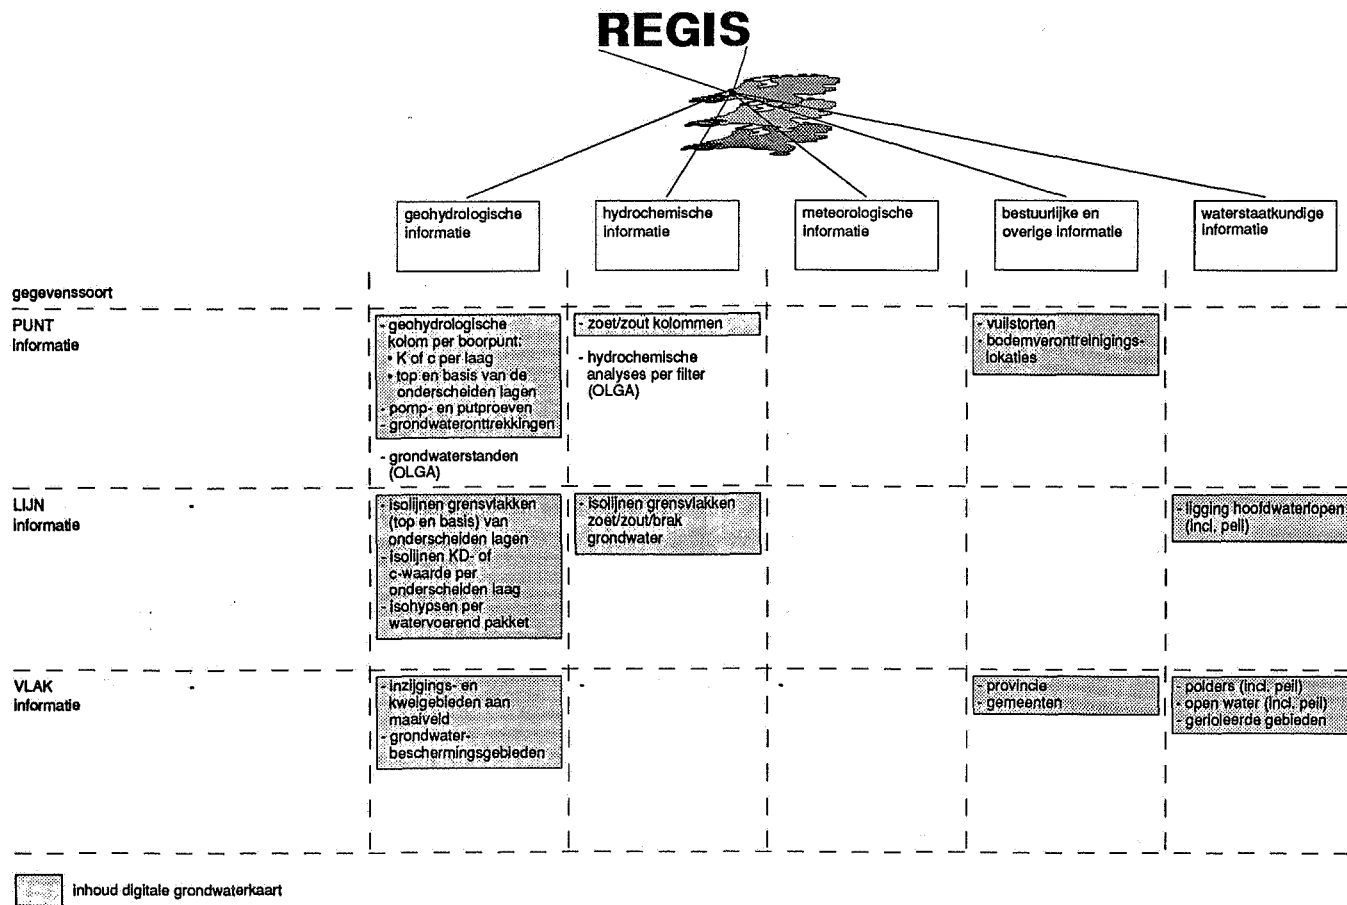 REGIS
geohydrologische
informatie
hydrochemische
informatie
meteorologische
informatie
bestuurlijke en
overige informatie
waterstaatkundige
informatie
gegevenssoort
PUNT
informatie
- geohydrologische
kolom per boorpunt:
• K of c per laag
• top en basis van de
onderscheiden lagen
- pomp- en putproeven
- grondwateronttrekkingen
- grondwaterstanden
(OLGA)
- zoet/zout kolommen
- hydrochemische
analyses per filter
(OLGA)
- vuilstorten
- bodemverontreinigings-
lokaties
LIJN
informatie
- isolijnen grensvlakken
(top en basis) van
onderscheiden lagen
- isolijnen KD- of
c-waarde per
onderscheiden laag
- isohypsen per
watervoerend pakket
- isolijnen grensvlakken
zoet/zout/brak
grondwater
- ligging hoofdwaterlopen
(incl. peil)
VLAK
informatie
- inzijgings- en
kwelgebieden aan
maaiveld
- grondwater-
beschermingsgebieden
- provincie
- gemeenten
- polders (incl. peil)
- open water (incl. peil)
- gerioleerde gebieden
inhoud digitale grondwaterkaart